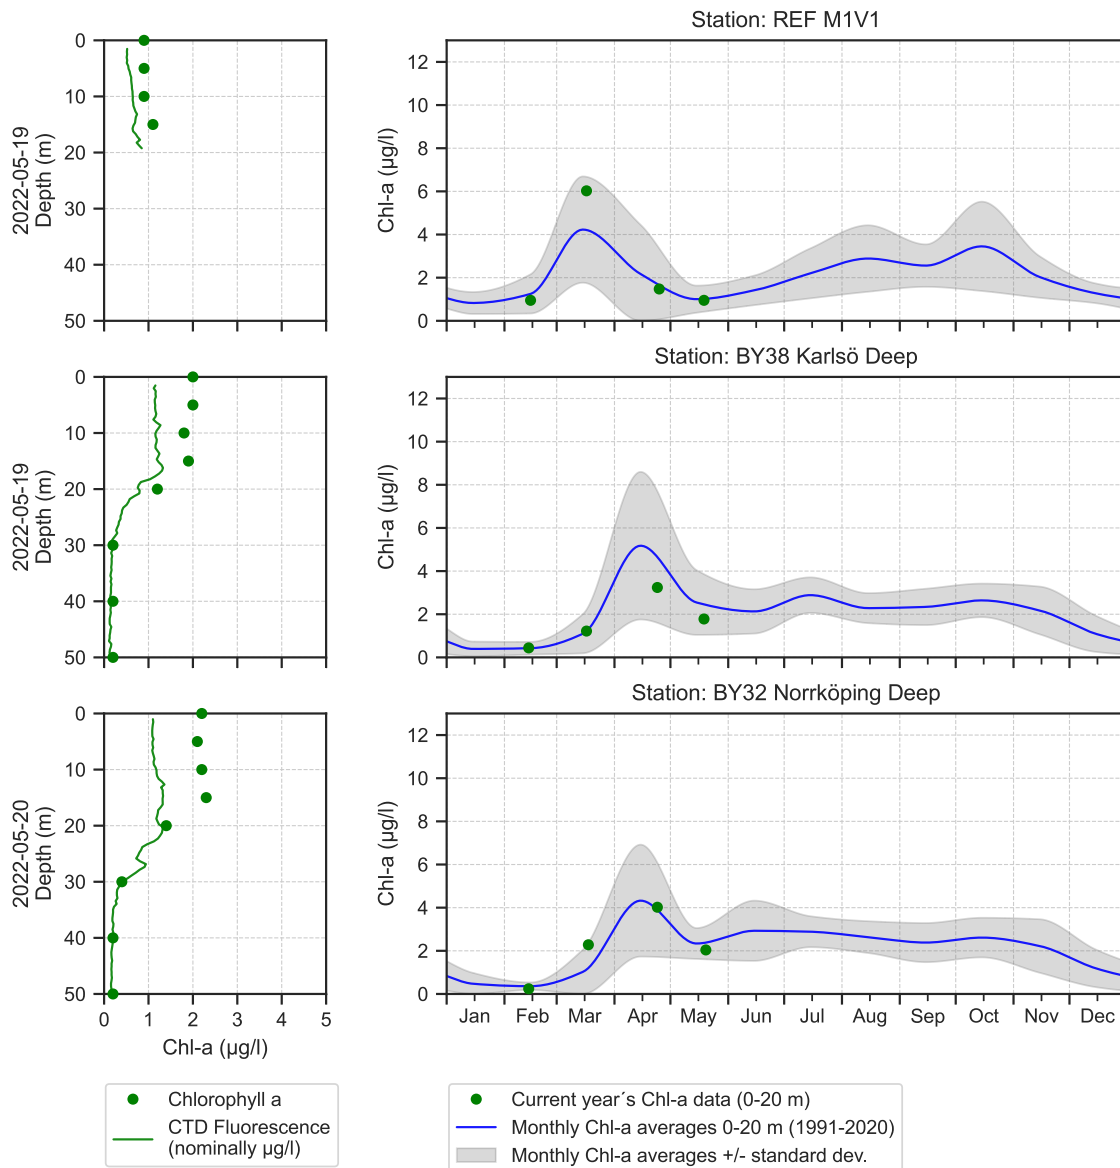 Station: REF M1V1
2022-05-19
Depth (m)
0
10
20
30
40
50
Chl-a (µg/l)
12
10
8
6
4
2
0
Station: BY38 Karlsö Deep
2022-05-19
Depth (m)
0
10
20
30
40
50
Chl-a (µg/l)
12
10
8
6
4
2
0
Station: BY32 Norrköping Deep
2022-05-20
Depth (m)
0
10
20
30
40
50
0 1 2 3 4 5
Chl-a (µg/l)
Chl-a (µg/l)
12
10
8
6
4
2
0
Jan Feb Mar Apr May Jun Jul Aug Sep Oct Nov Dec
Chlorophyll a
CTD Fluorescence
(nominally µg/l)
Current year´s Chl-a data (0-20 m)
Monthly Chl-a averages 0-20 m (1991-2020)
Monthly Chl-a averages +/- standard dev.